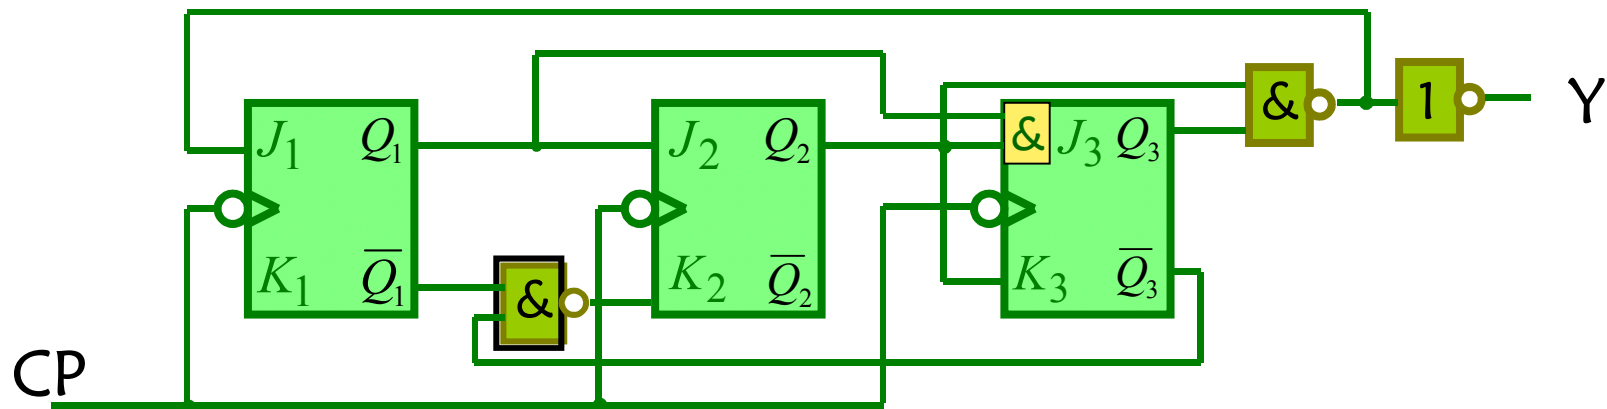 J₁ Q₁ J₂ Q₂ & J₃ Q₃ & 1 Y
K₁ Q̅₁ & K₂ Q̅₂ K₃ Q̅₃
CP